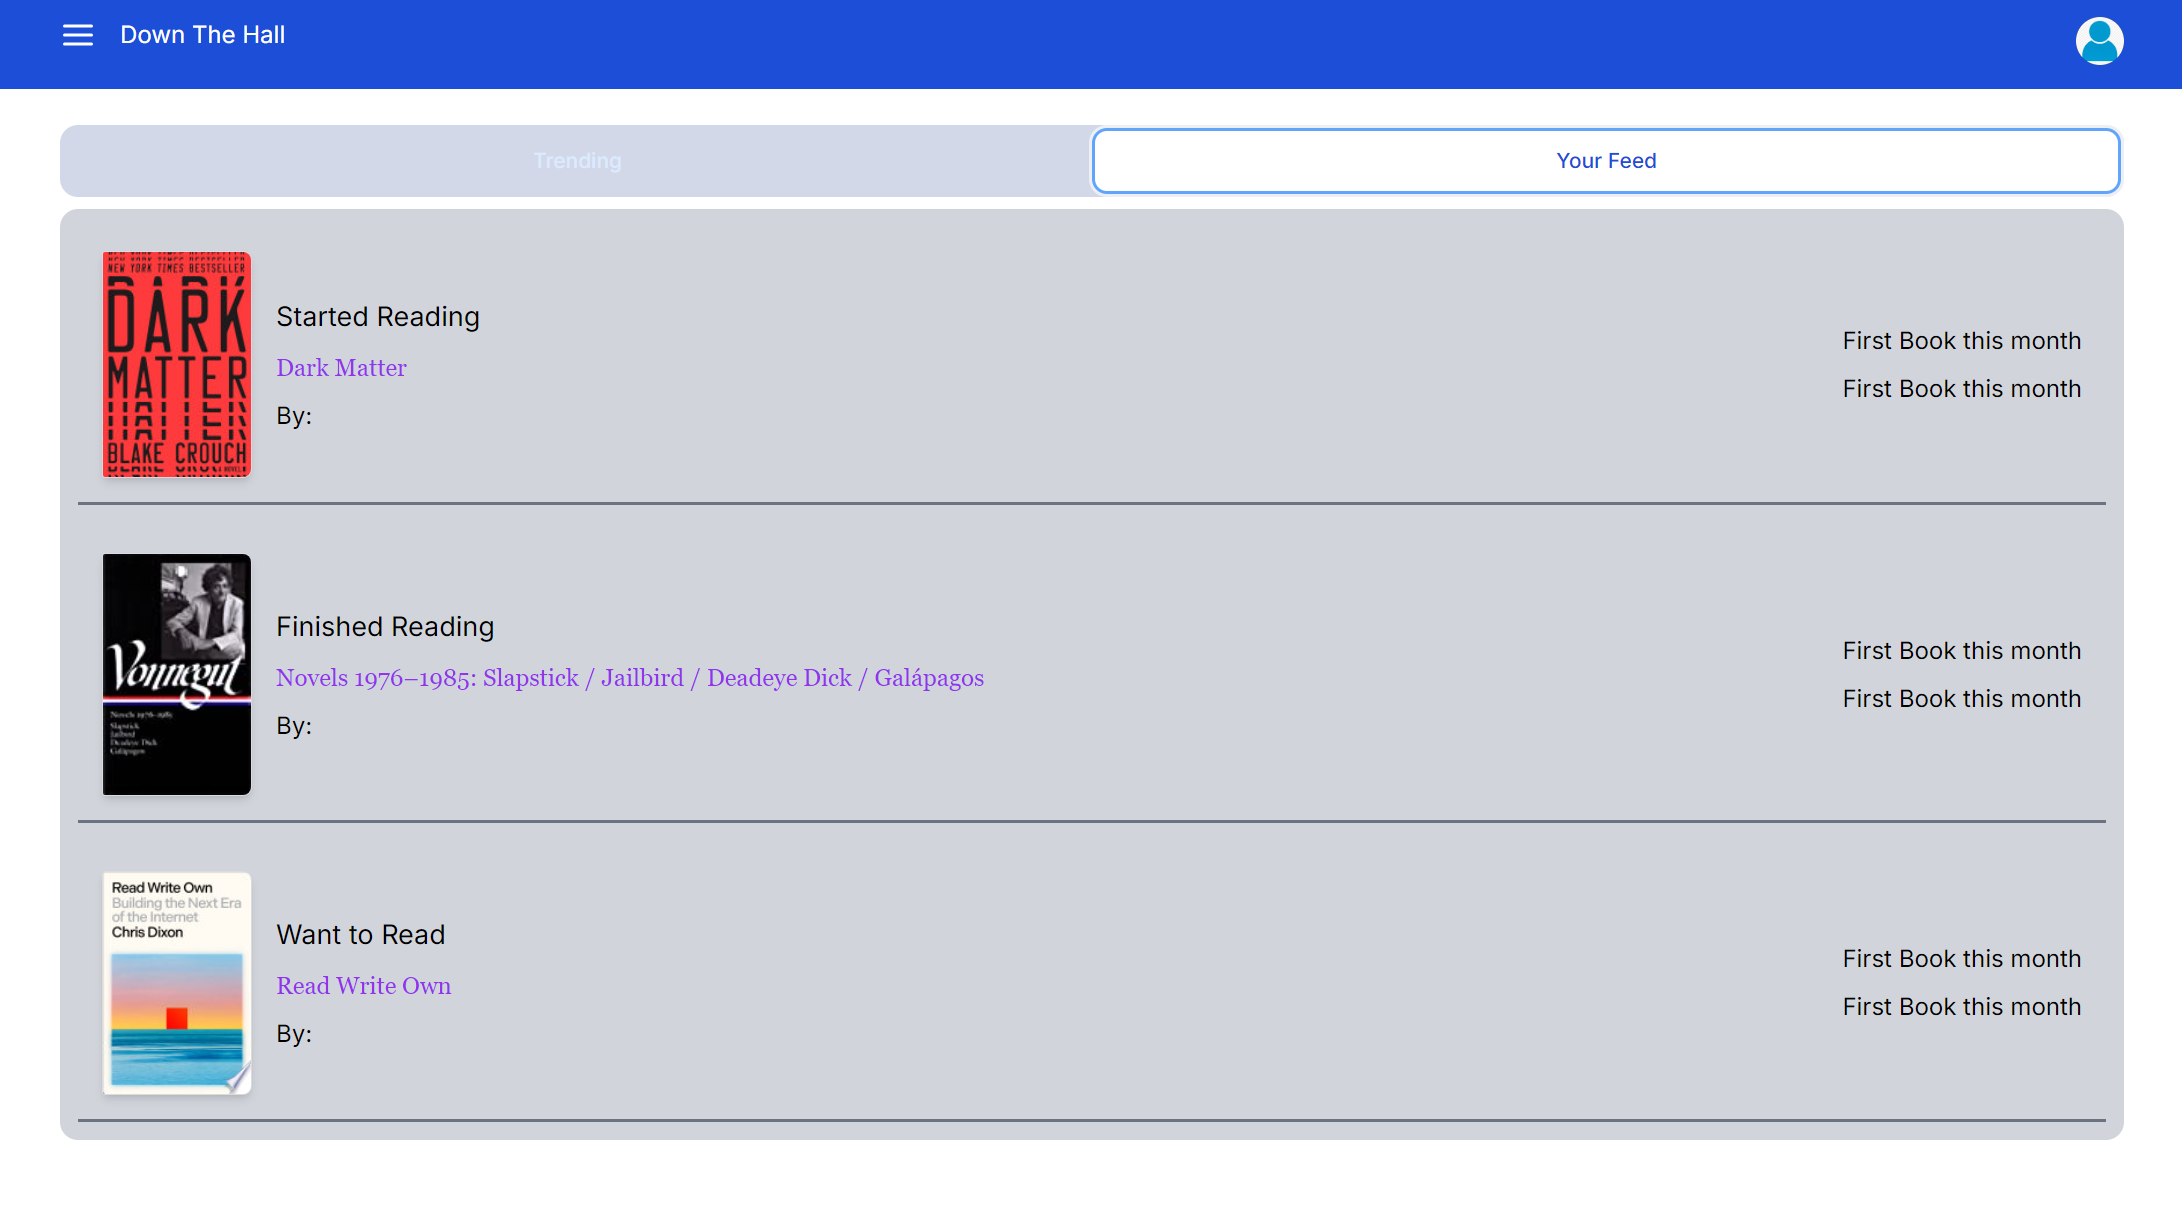 Down The Hall
Trending
Your Feed
NEW YORK TIMES BESTSELLER
DARK
MATTER
BLAKE CROUCH
Started Reading
Dark Matter
By:
First Book this month
First Book this month
Vonnegut
Novels 1976–1985
Slapstick
Jailbird
Deadeye Dick
Galápagos
Finished Reading
Novels 1976–1985: Slapstick / Jailbird / Deadeye Dick / Galápagos
By:
First Book this month
First Book this month
Read Write Own
Building the Next Era
of the Internet
Chris Dixon
Want to Read
Read Write Own
By:
First Book this month
First Book this month